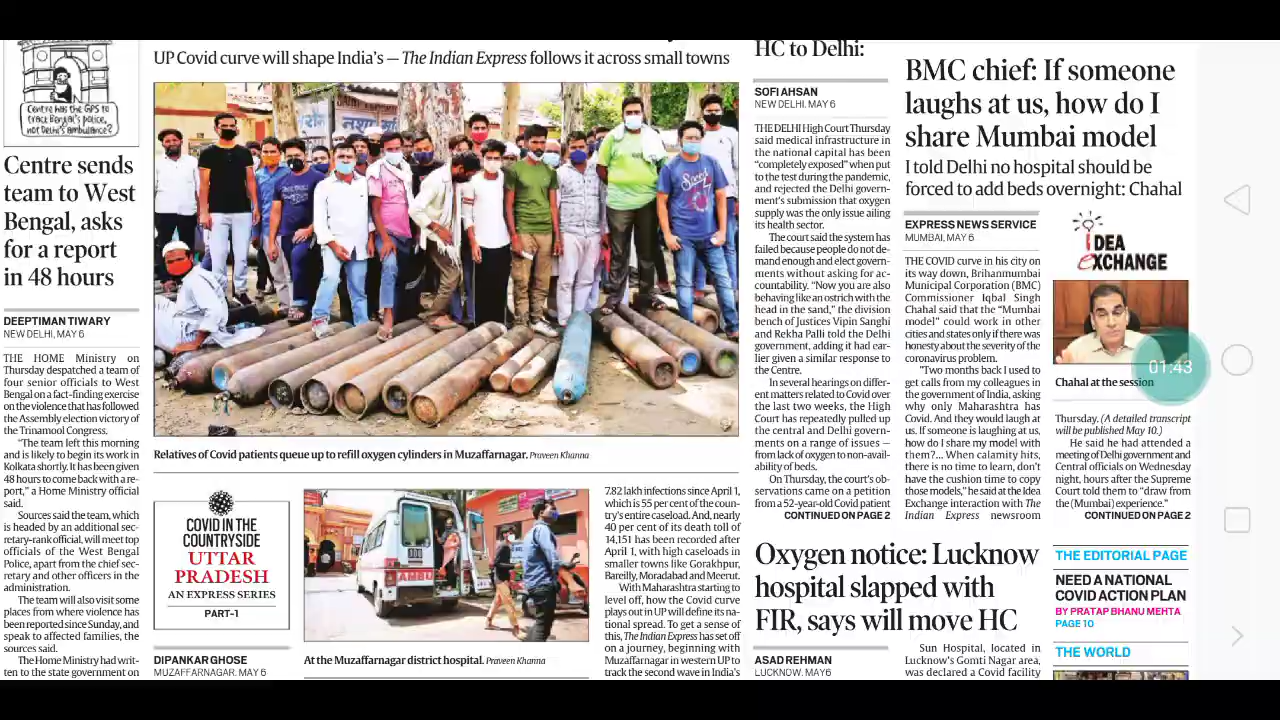 Centre has the GPS to
track Bengal's police,
not Delhi's ambulance?
Centre sends
team to West
Bengal, asks
for a report
in 48 hours
DEEPTIMAN TIWARY
NEW DELHI, MAY 6
THE HOME Ministry on
Thursday despatched a team of
four senior officials to West
Bengal on a fact-finding exercise
on the violence that has followed
the Assembly election victory of
the Trinamool Congress.
"The team left this morning
and is likely to begin its work in
Kolkata shortly. It has been given
48 hours to come back with a re-
port," a Home Ministry official
said.
Sources said the team, which
is headed by an additional sec-
retary-rank official, will meet top
officials of the West Bengal
Police, apart from the chief sec-
retary and other officers in the
administration.
The team will also visit some
places from where violence has
been reported since Sunday, and
speak to affected families, the
sources said.
The Home Ministry had writ-
ten to the state government on
UP Covid curve will shape India's — The Indian Express follows it across small towns
Speed
Relatives of Covid patients queue up to refill oxygen cylinders in Muzaffarnagar. Praveen Khanna
COVID IN THE
COUNTRYSIDE
UTTAR
PRADESH
AN EXPRESS SERIES
PART-1
DIPANKAR GHOSE
MUZAFFARNAGAR, MAY 6
AMBU
At the Muzaffarnagar district hospital. Praveen Khanna
7.82 lakh infections since April 1,
which is 55 per cent of the coun-
try's entire caseload. And, nearly
40 per cent of its death toll of
14,151 has been recorded after
April 1, with high caseloads in
smaller towns like Gorakhpur,
Bareilly, Moradabad and Meerut.
With Maharashtra starting to
level off, how the Covid curve
plays out in UP will define its na-
tional spread. To get a sense of
this, The Indian Express has set off
on a journey, beginning with
Muzaffarnagar in western UP to
track the second wave in India's
HC to Delhi:
SOFI AHSAN
NEW DELHI, MAY 6
THE DELHI High Court Thursday
said medical infrastructure in
the national capital has been
"completely exposed" when put
to the test during the pandemic,
and rejected the Delhi govern-
ment's submission that oxygen
supply was the only issue ailing
its health sector.
The court said the system has
failed because people do not de-
mand enough and elect govern-
ments without asking for ac-
countability. "Now you are also
behaving like an ostrich with the
head in the sand," the division
bench of Justices Vipin Sanghi
and Rekha Palli told the Delhi
government, adding it had ear-
lier given a similar response to
the Centre.
In several hearings on differ-
ent matters related to Covid over
the last two weeks, the High
Court has repeatedly pulled up
the central and Delhi govern-
ments on a range of issues —
from lack of oxygen to non-avail-
ability of beds.
On Thursday, the court's ob-
servations came on a petition
from a 52-year-old Covid patient
CONTINUED ON PAGE 2
BMC chief: If someone
laughs at us, how do I
share Mumbai model
I told Delhi no hospital should be
forced to add beds overnight: Chahal
EXPRESS NEWS SERVICE
MUMBAI, MAY 6
THE COVID curve in his city on
its way down, Brihanmumbai
Municipal Corporation (BMC)
Commissioner Iqbal Singh
Chahal said that the "Mumbai
model" could work in other
cities and states only if there was
honesty about the severity of the
coronavirus problem.
"Two months back I used to
get calls from my colleagues in
the government of India, asking
why only Maharashtra has
Covid. And they would laugh at
us. If someone is laughing at us,
how do I share my model with
them?... When calamity hits,
there is no time to learn, don't
have the cushion time to copy
those models," he said at the Idea
Exchange interaction with The
Indian Express newsroom
IDEA
EXCHANGE
01:43
Chahal at the session
Thursday. (A detailed transcript
will be published May 10.)
He said he had attended a
meeting of Delhi government and
Central officials on Wednesday
night, hours after the Supreme
Court told them to "draw from
the (Mumbai) experience."
CONTINUED ON PAGE 2
Oxygen notice: Lucknow
hospital slapped with
FIR, says will move HC
ASAD REHMAN
LUCKNOW, MAY 6
Sun Hospital, located in
Lucknow's Gomti Nagar area,
was declared a Covid facility
THE EDITORIAL PAGE
NEED A NATIONAL
COVID ACTION PLAN
BY PRATAP BHANU MEHTA
PAGE 10
THE WORLD